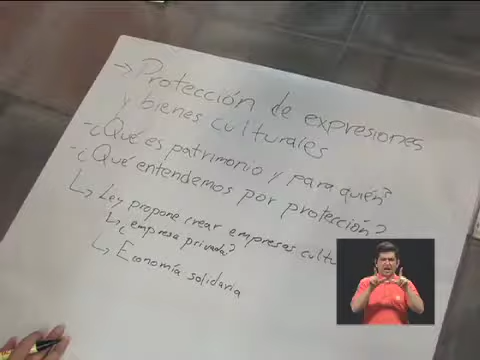 → Protección de expresiones
y bienes culturales
- ¿Qué es patrimonio y para quién?
- ¿Qué entendemos por protección?
↳ Ley propone crear empresas
↳ ¿empresa privada?
↳ Economía solidaria